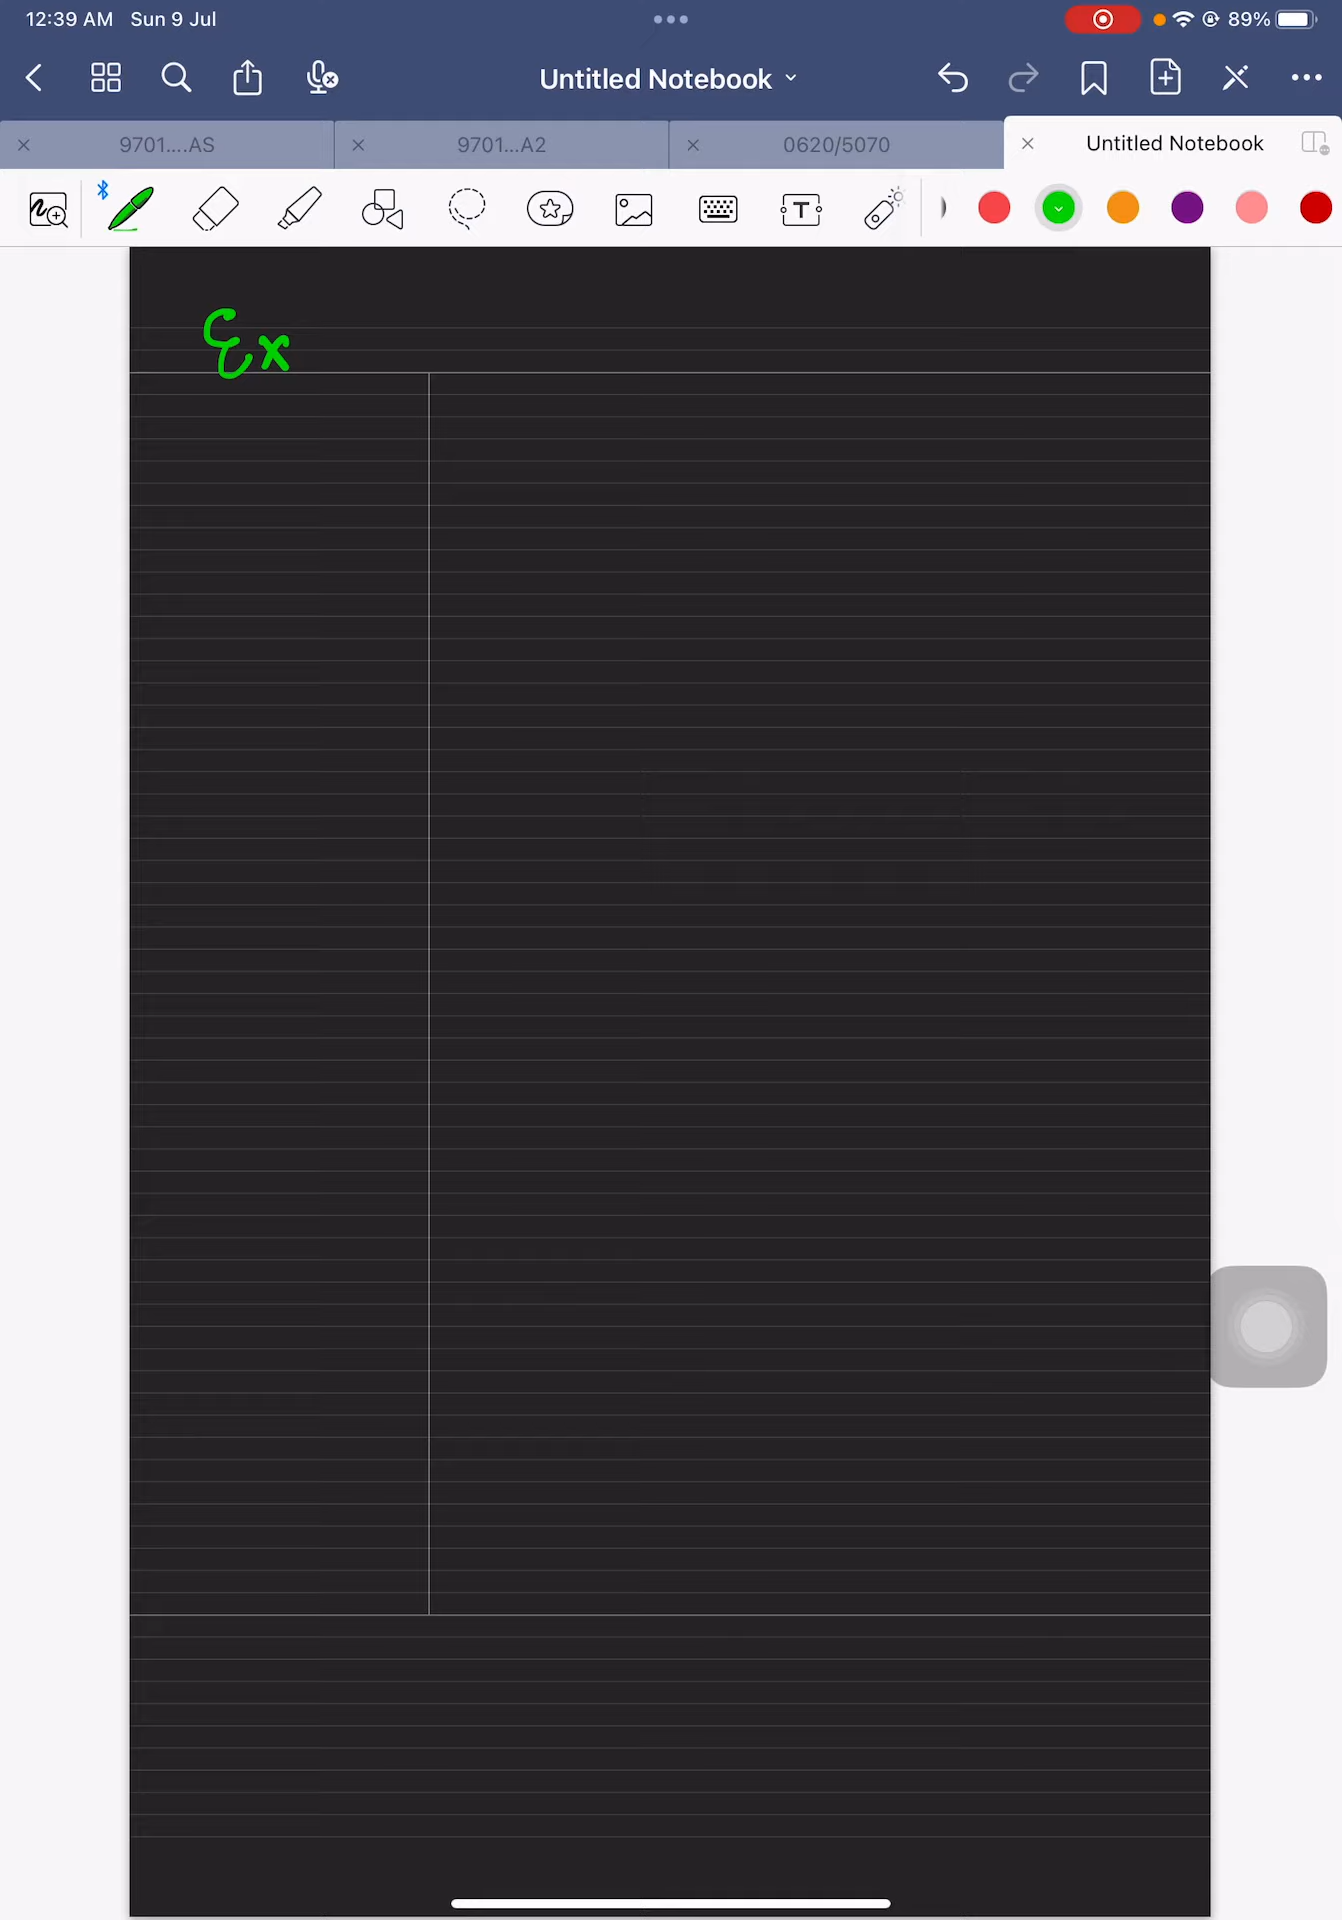 12:39 AM Sun 9 Jul
89%
Untitled Notebook
9701....AS
9701...A2
0620/5070
Untitled Notebook
T
Ex